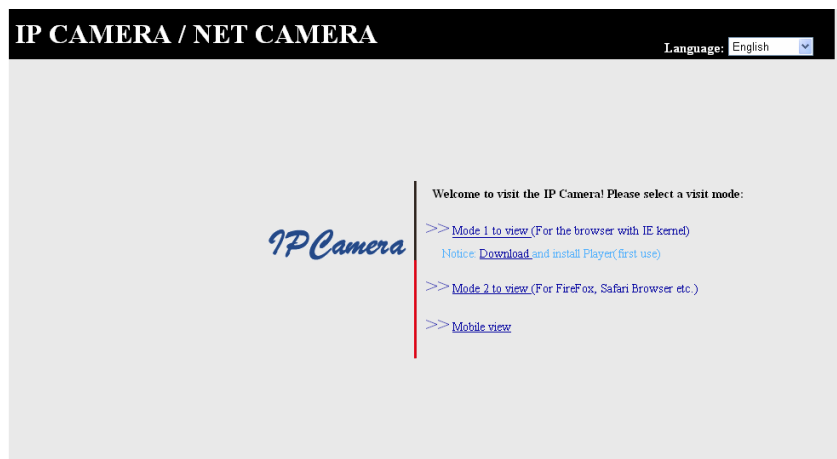 IP CAMERA / NET CAMERA
Language: English
Welcome to visit the IP Camera! Please select a visit mode:
IPCamera
>> Mode 1 to view (For the browser with IE kernel)
Notice: Download and install Player(first use)
>> Mode 2 to view (For FireFox, Safari Browser etc.)
>> Mobile view